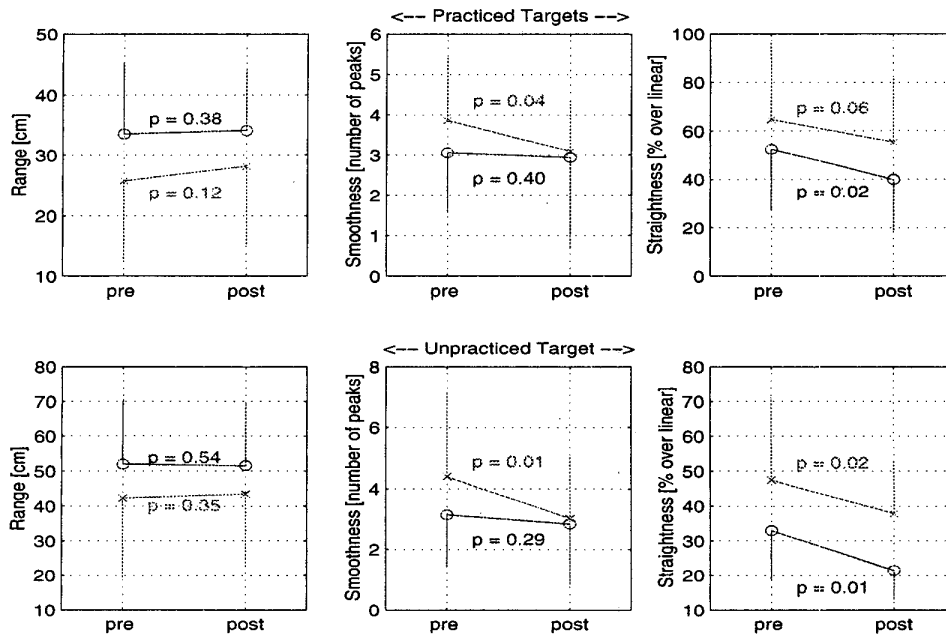 <-- Practiced Targets -->
Range [cm]
50
40
30
20
10
p = 0.38
p = 0.12
pre post
Smoothness [number of peaks]
6
5
4
3
2
1
0
p = 0.04
p = 0.40
pre post
Straightness [% over linear]
100
80
60
40
20
0
p = 0.06
p = 0.02
pre post
<-- Unpracticed Target -->
Range [cm]
80
70
60
50
40
30
20
10
p = 0.54
p = 0.35
pre post
Smoothness [number of peaks]
8
6
4
2
0
p = 0.01
p = 0.29
pre post
Straightness [% over linear]
80
70
60
50
40
30
20
10
p = 0.02
p = 0.01
pre post